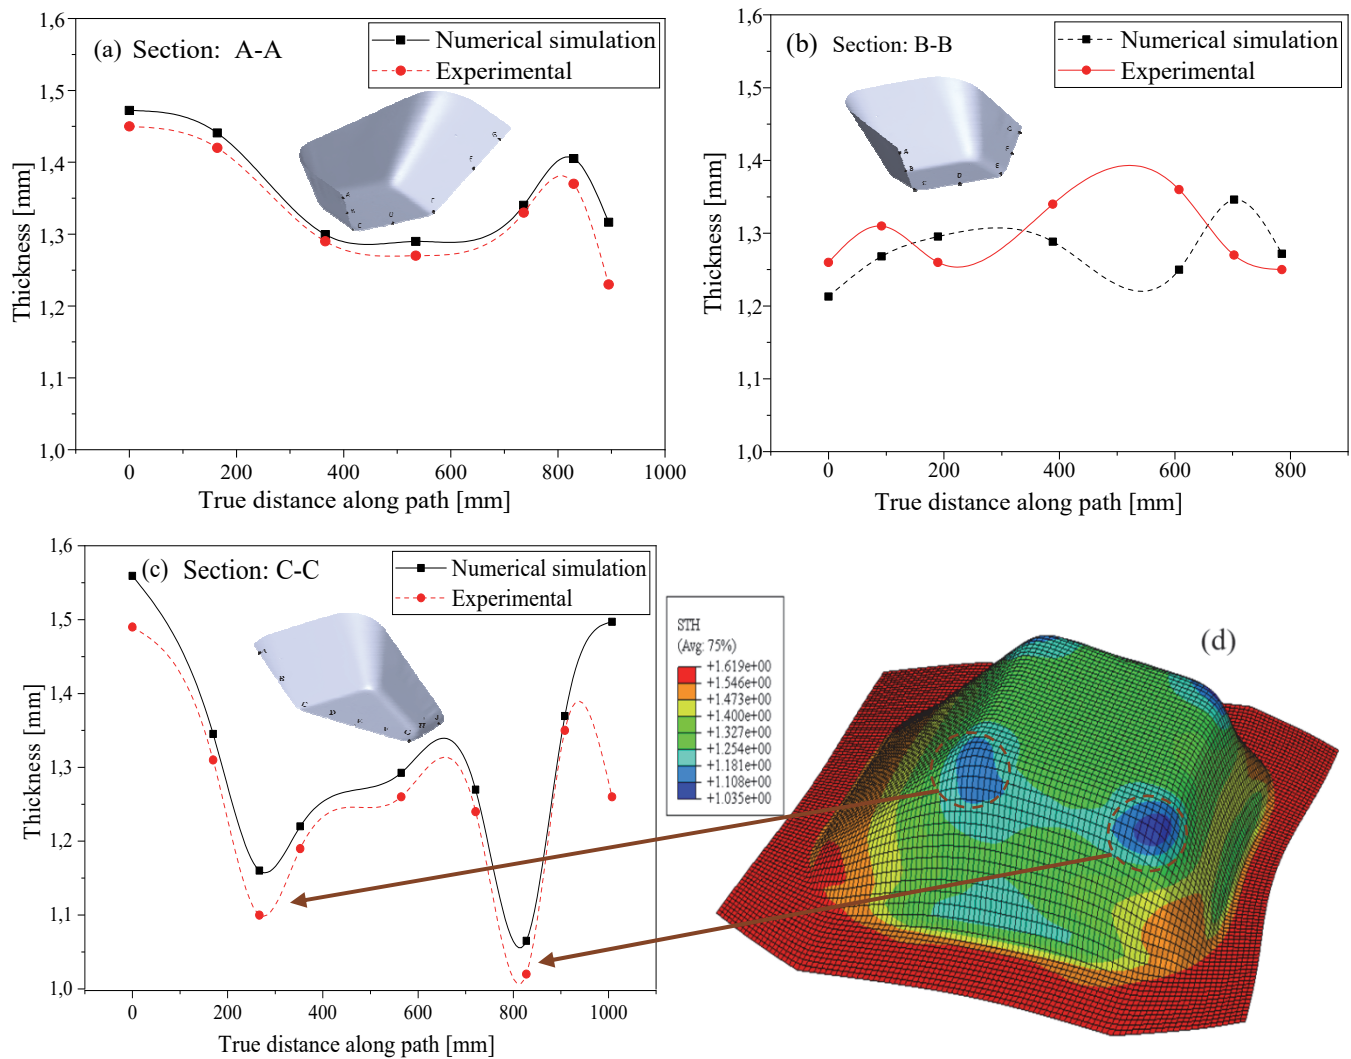 (a) Section: A-A
Numerical simulation
Experimental
1,6
1,5
1,4
1,3
1,2
1,1
1,0
Thickness [mm]
0 200 400 600 800 1000
True distance along path [mm]
(b) Section: B-B
Numerical simulation
Experimental
1,6
1,5
1,4
1,3
1,2
1,1
1,0
Thickness [mm]
A
B
D
E
G
0 200 400 600 800
True distance along path [mm]
(c) Section: C-C
Numerical simulation
Experimental
1,6
1,5
1,4
1,3
1,2
1,1
1,0
Thickness [mm]
0 200 400 600 800 1000
True distance along path [mm]
(d)
STH
(Avg: 75%)
+1.619e+00
+1.546e+00
+1.473e+00
+1.400e+00
+1.327e+00
+1.254e+00
+1.181e+00
+1.108e+00
+1.035e+00